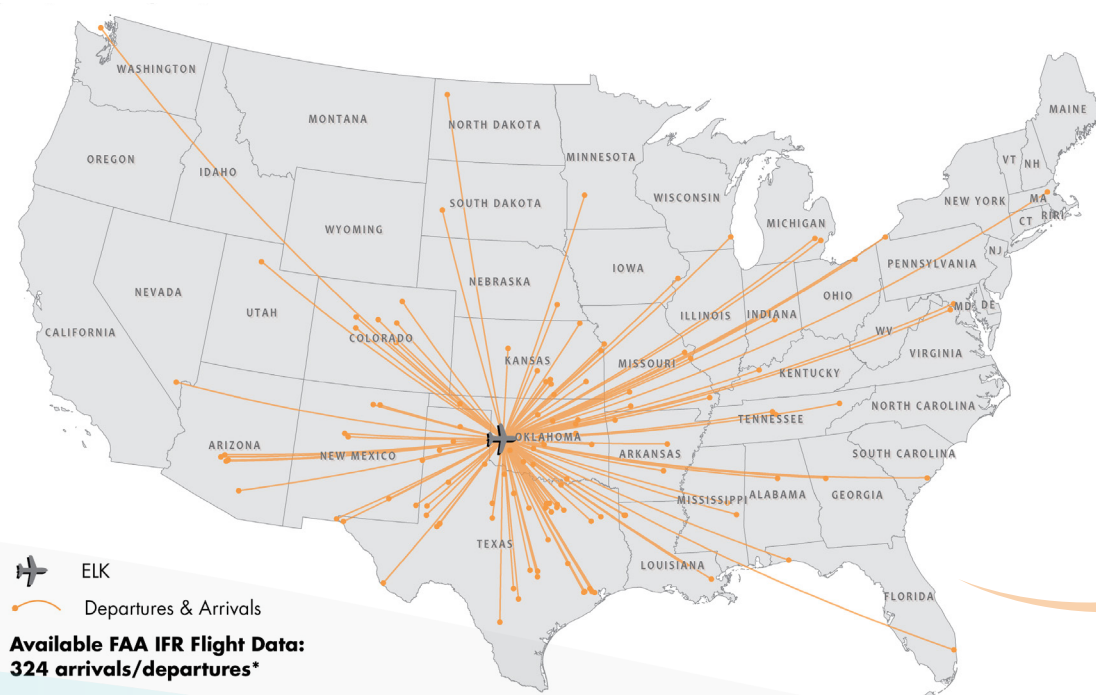 WASHINGTON
MONTANA
NORTH DAKOTA
MAINE
OREGON
IDAHO
MINNESOTA
VT
NH
WISCONSIN
SOUTH DAKOTA
MICHIGAN
NEW YORK
MA
CT
RI
RI
WYOMING
NEBRASKA
IOWA
PENNSYLVANIA
NJ
NEVADA
UTAH
ILLINOIS
INDIANA
OHIO
MD
DE
CALIFORNIA
COLORADO
KANSAS
MISSOURI
WV
VIRGINIA
KENTUCKY
NORTH CAROLINA
TENNESSEE
ARIZONA
NEW MEXICO
OKLAHOMA
ARKANSAS
SOUTH CAROLINA
MISSISSIPPI
ALABAMA
GEORGIA
TEXAS
LOUISIANA
FLORIDA
ELK
Departures & Arrivals
Available FAA IFR Flight Data:
324 arrivals/departures*